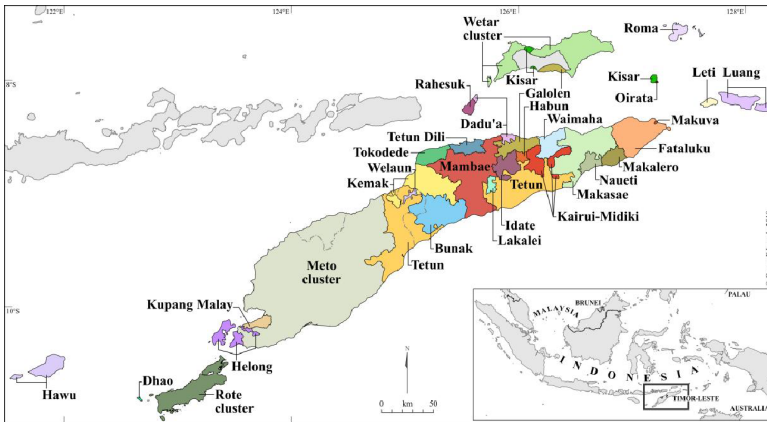 122°E
124°E
126°E
128°E
8°S
10°S
Wetar
cluster
Roma
Kisar
Kisar
Oirata
Leti
Luang
Rahesuk
Galolen
Habun
Waimaha
Dadu'a
Makuva
Tetun Dili
Tokodede
Mambae
Fataluku
Welaun
Makalero
Kemak
Tetun
Naueti
Makasae
Kairui-Midiki
Idate
Lakalei
Bunak
Tetun
Meto
cluster
Kupang Malay
Helong
Dhao
Rote
cluster
Hawu
N
0
50
km
PALAU
BRUNEI
MALAYSIA
INDONESIA
TIMOR-LESTE
AUSTRALIA